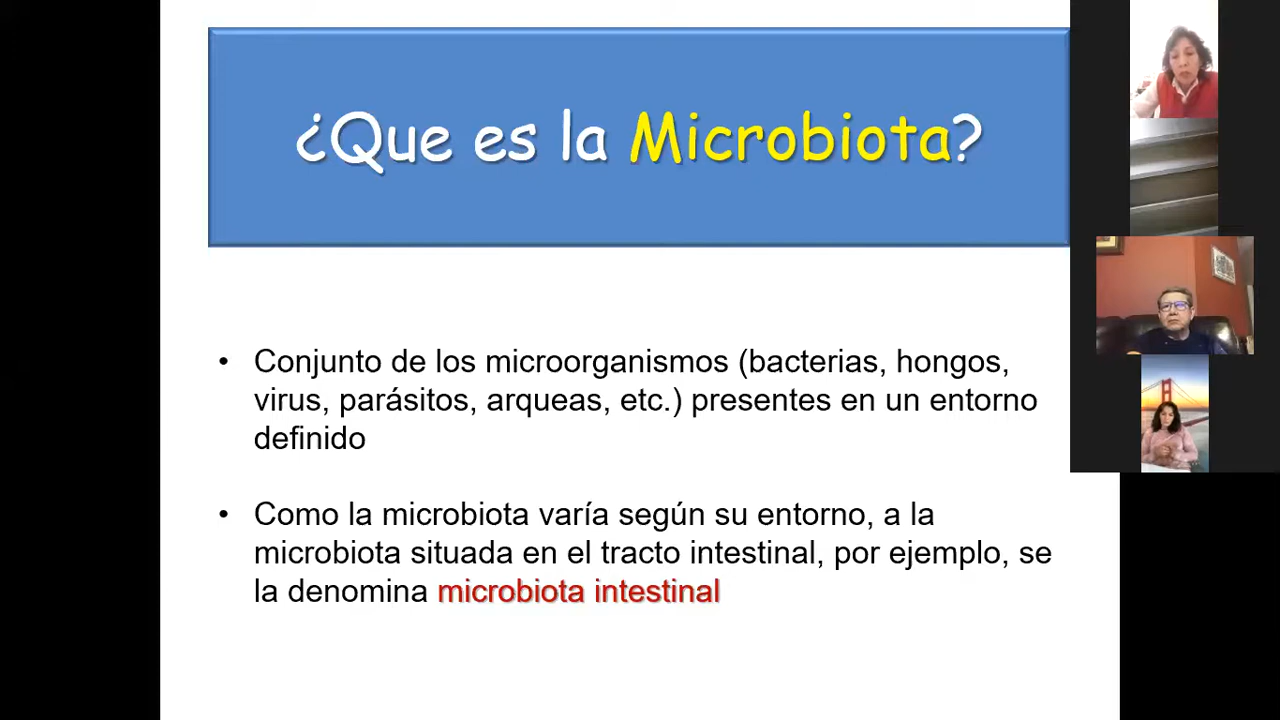 ¿Que es la Microbiota?
• Conjunto de los microorganismos (bacterias, hongos,
virus, parásitos, arqueas, etc.) presentes en un entorno
definido
• Como la microbiota varía según su entorno, a la
microbiota situada en el tracto intestinal, por ejemplo, se
la denomina microbiota intestinal